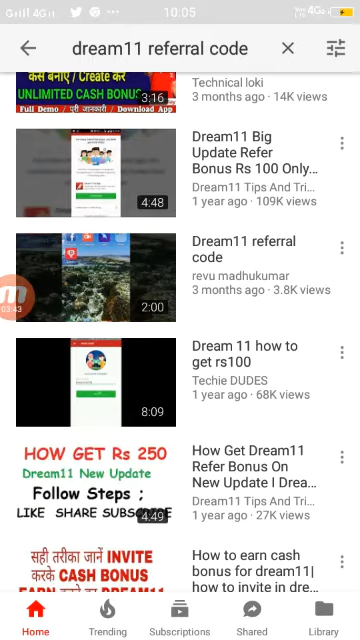 4G
4G
10:05
dream11 referral code
कैसे बनाए / Create कर
UNLIMITED CASH BONUS
Full Demo / पूरी जानकारी / Download App
3:16
Technical loki
3 months ago · 14K views
4:48
Dream11 Big
Update Refer
Bonus Rs 100 Only...
Dream11 Tips And Tri...
1 year ago · 109K views
2:00
Dream11 referral
code
revu madhukumar
3 months ago · 3.8K views
03:43
8:09
Dream 11 how to
get rs100
Techie DUDES
1 year ago · 68K views
HOW GET Rs 250
Dream11 New Update
Follow Steps ;
LIKE SHARE SUBSCRIBE
4:49
How Get Dream11
Refer Bonus On
New Update I Drea...
Dream11 Tips And Tri...
1 year ago · 27K views
सही तरीका जानें INVITE
करके CASH BONUS
How to earn cash
bonus for dream11|
how to invite in dre...
Home
Trending
Subscriptions
Shared
Library